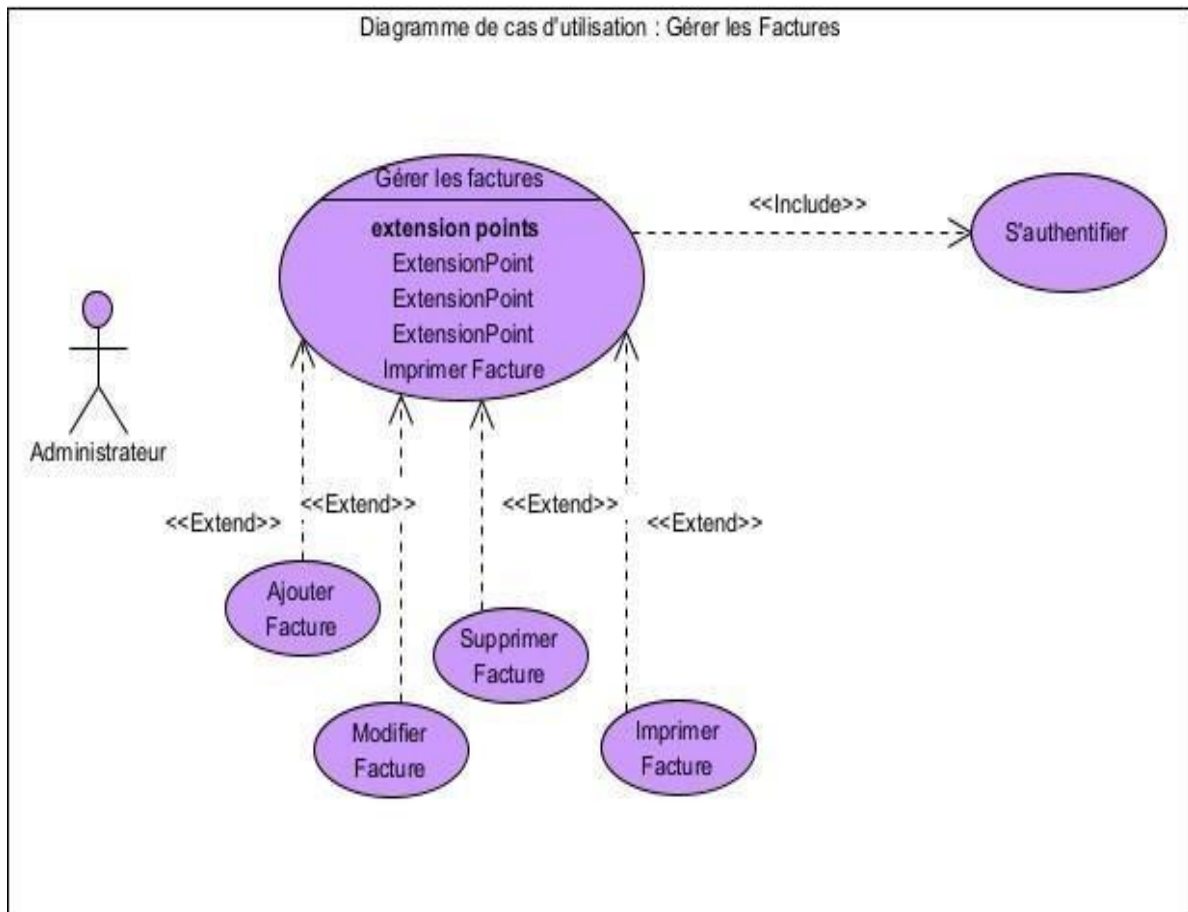 Diagramme de cas d'utilisation : Gérer les Factures
Gérer les factures
extension points
ExtensionPoint
ExtensionPoint
ExtensionPoint
Imprimer Facture
<<Include>>
S'authentifier
Administrateur
<<Extend>>
<<Extend>>
<<Extend>>
<<Extend>>
Ajouter
Facture
Supprimer
Facture
Modifier
Facture
Imprimer
Facture